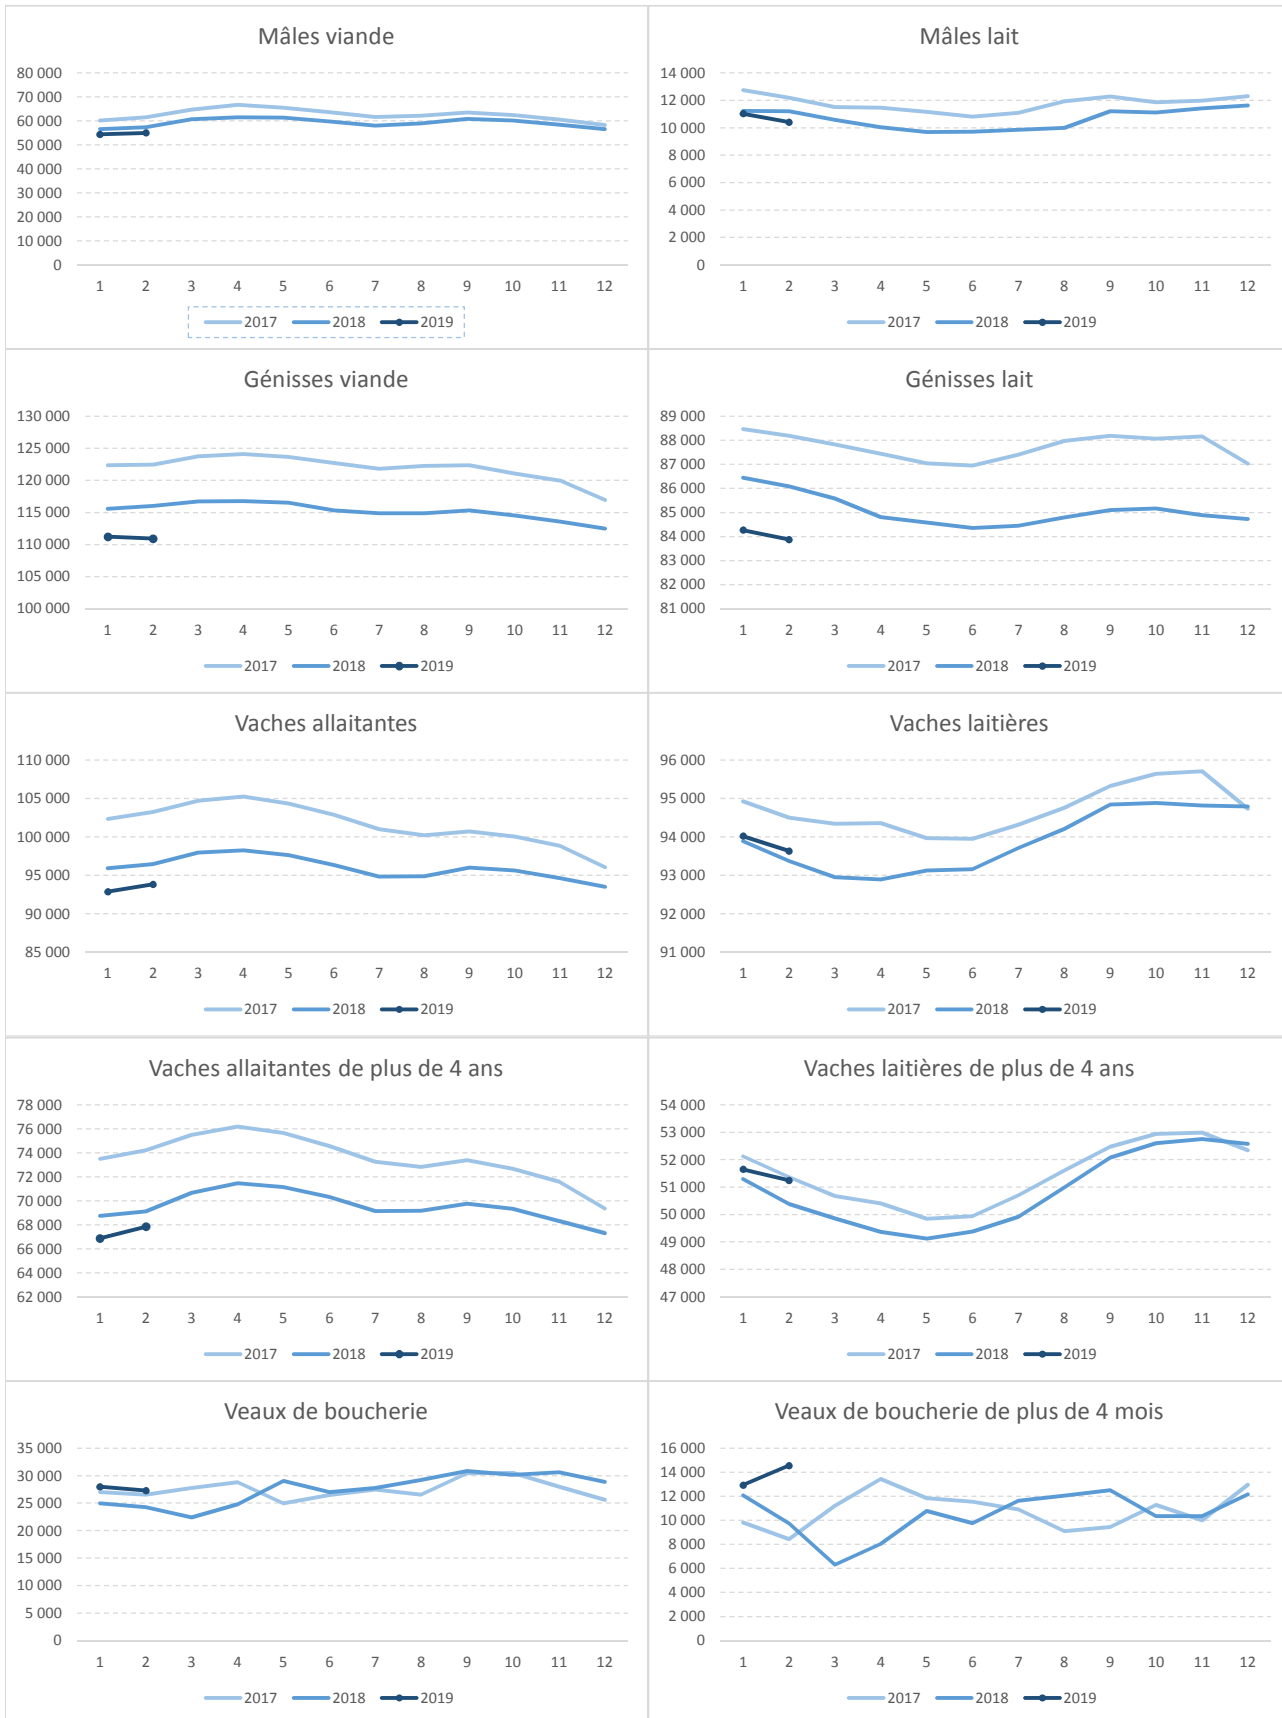 Mâles viande
80 000
70 000
60 000
50 000
40 000
30 000
20 000
10 000
0
1 2 3 4 5 6 7 8 9 10 11 12
2017 2018 2019
Mâles lait
14 000
12 000
10 000
8 000
6 000
4 000
2 000
0
1 2 3 4 5 6 7 8 9 10 11 12
2017 2018 2019
Génisses viande
130 000
125 000
120 000
115 000
110 000
105 000
100 000
1 2 3 4 5 6 7 8 9 10 11 12
2017 2018 2019
Génisses lait
89 000
88 000
87 000
86 000
85 000
84 000
83 000
82 000
81 000
1 2 3 4 5 6 7 8 9 10 11 12
2017 2018 2019
Vaches allaitantes
110 000
105 000
100 000
95 000
90 000
85 000
1 2 3 4 5 6 7 8 9 10 11 12
2017 2018 2019
Vaches laitières
96 000
95 000
94 000
93 000
92 000
91 000
1 2 3 4 5 6 7 8 9 10 11 12
2017 2018 2019
Vaches allaitantes de plus de 4 ans
78 000
76 000
74 000
72 000
70 000
68 000
66 000
64 000
62 000
1 2 3 4 5 6 7 8 9 10 11 12
2017 2018 2019
Vaches laitières de plus de 4 ans
54 000
53 000
52 000
51 000
50 000
49 000
48 000
47 000
1 2 3 4 5 6 7 8 9 10 11 12
2017 2018 2019
Veaux de boucherie
35 000
30 000
25 000
20 000
15 000
10 000
5 000
0
1 2 3 4 5 6 7 8 9 10 11 12
2017 2018 2019
Veaux de boucherie de plus de 4 mois
16 000
14 000
12 000
10 000
8 000
6 000
4 000
2 000
0
1 2 3 4 5 6 7 8 9 10 11 12
2017 2018 2019